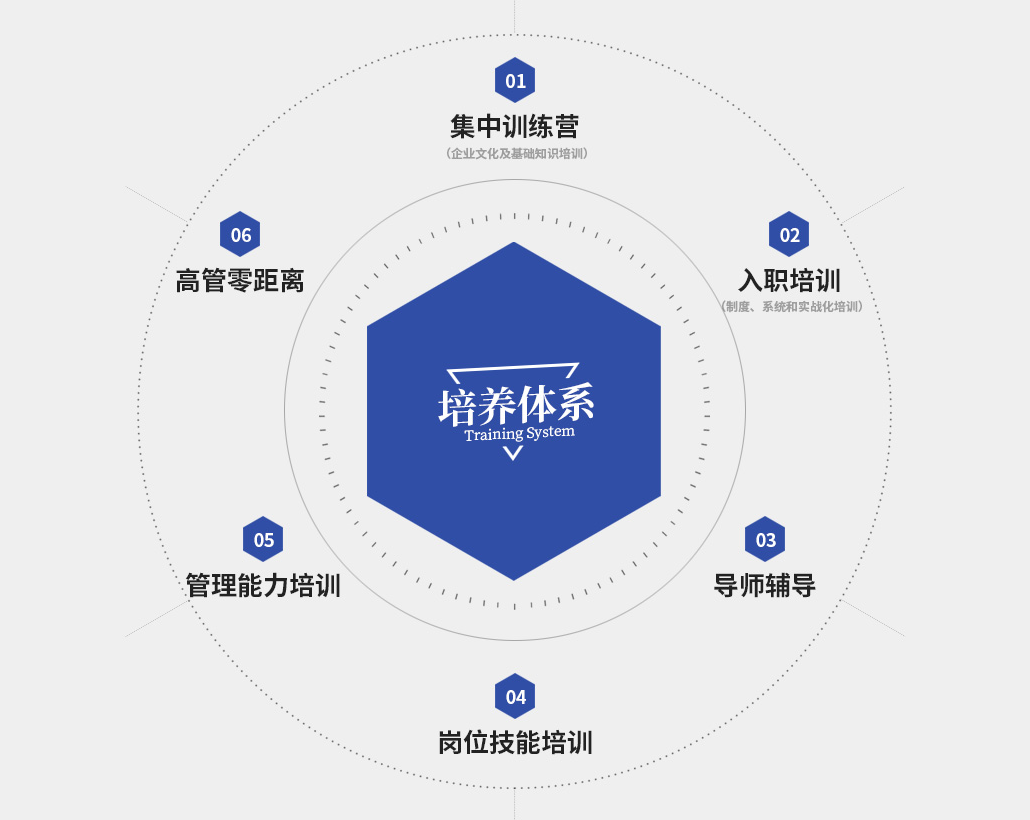 01
集中训练营
（企业文化及基础知识培训）
02
入职培训
（制度、系统和实战化培训）
03
导师辅导
04
岗位技能培训
05
管理能力培训
06
高管零距离
培养体系
Training System